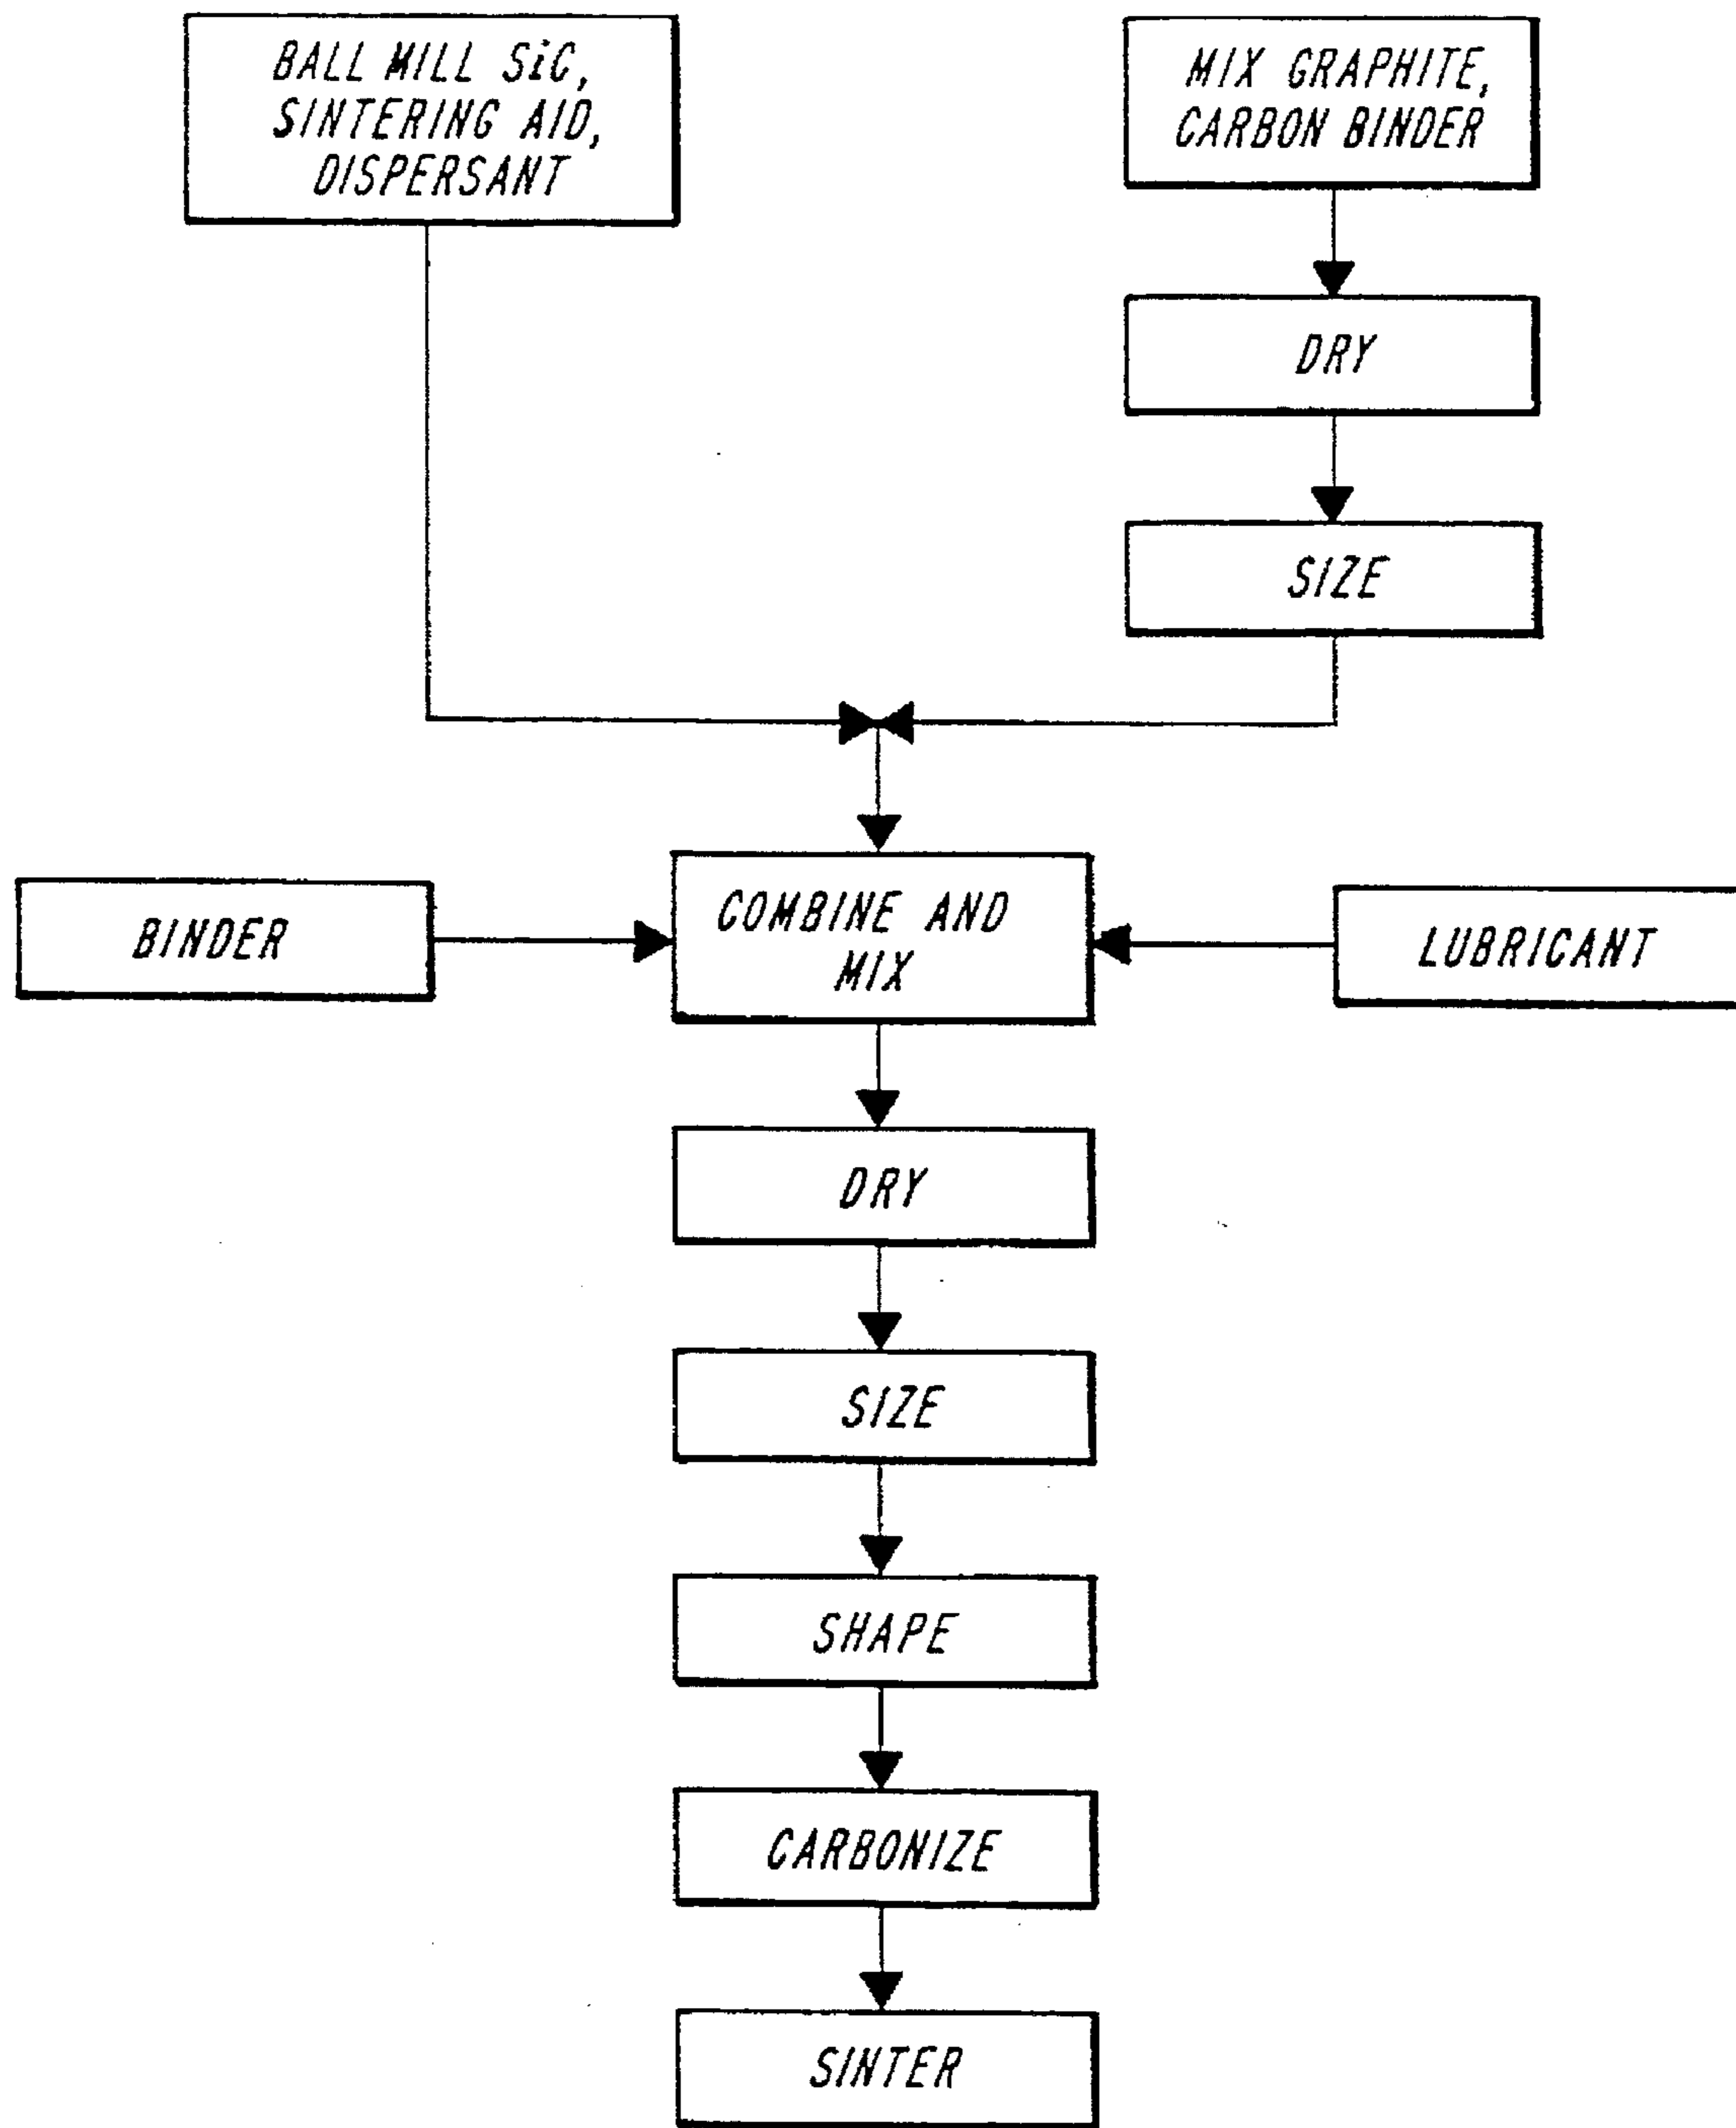 BALL MILL SiC,
SINTERING AID,
DISPERSANT
MIX GRAPHITE,
CARBON BINDER
DRY
SIZE
BINDER
COMBINE AND
MIX
LUBRICANT
DRY
SIZE
SHAPE
CARBONIZE
SINTER